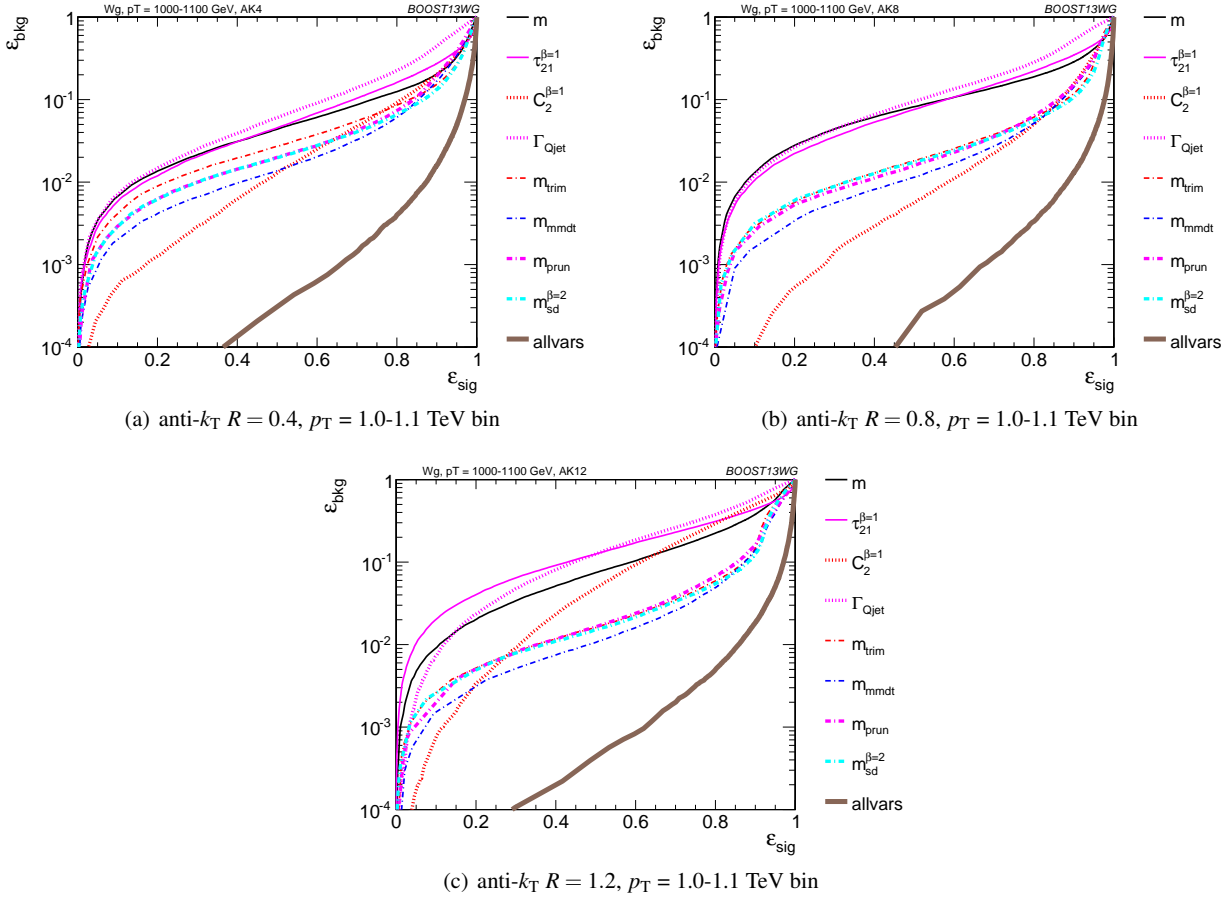 Wg, pT = 1000-1100 GeV, AK4 BOOST13WG
ε_bkg
1
10^-1
10^-2
10^-3
10^-4
0 0.2 0.4 0.6 0.8 1
ε_sig
m
τ_21^β=1
C_2^β=1
Γ_Qjet
m_trim
m_mmdt
m_prun
m_sd^β=2
allvars
(a) anti-k_T R = 0.4, p_T = 1.0-1.1 TeV bin
Wg, pT = 1000-1100 GeV, AK8 BOOST13WG
ε_bkg
1
10^-1
10^-2
10^-3
10^-4
0 0.2 0.4 0.6 0.8 1
ε_sig
m
τ_21^β=1
C_2^β=1
Γ_Qjet
m_trim
m_mmdt
m_prun
m_sd^β=2
allvars
(b) anti-k_T R = 0.8, p_T = 1.0-1.1 TeV bin
Wg, pT = 1000-1100 GeV, AK12 BOOST13WG
ε_bkg
1
10^-1
10^-2
10^-3
10^-4
0 0.2 0.4 0.6 0.8 1
ε_sig
m
τ_21^β=1
C_2^β=1
Γ_Qjet
m_trim
m_mmdt
m_prun
m_sd^β=2
allvars
(c) anti-k_T R = 1.2, p_T = 1.0-1.1 TeV bin